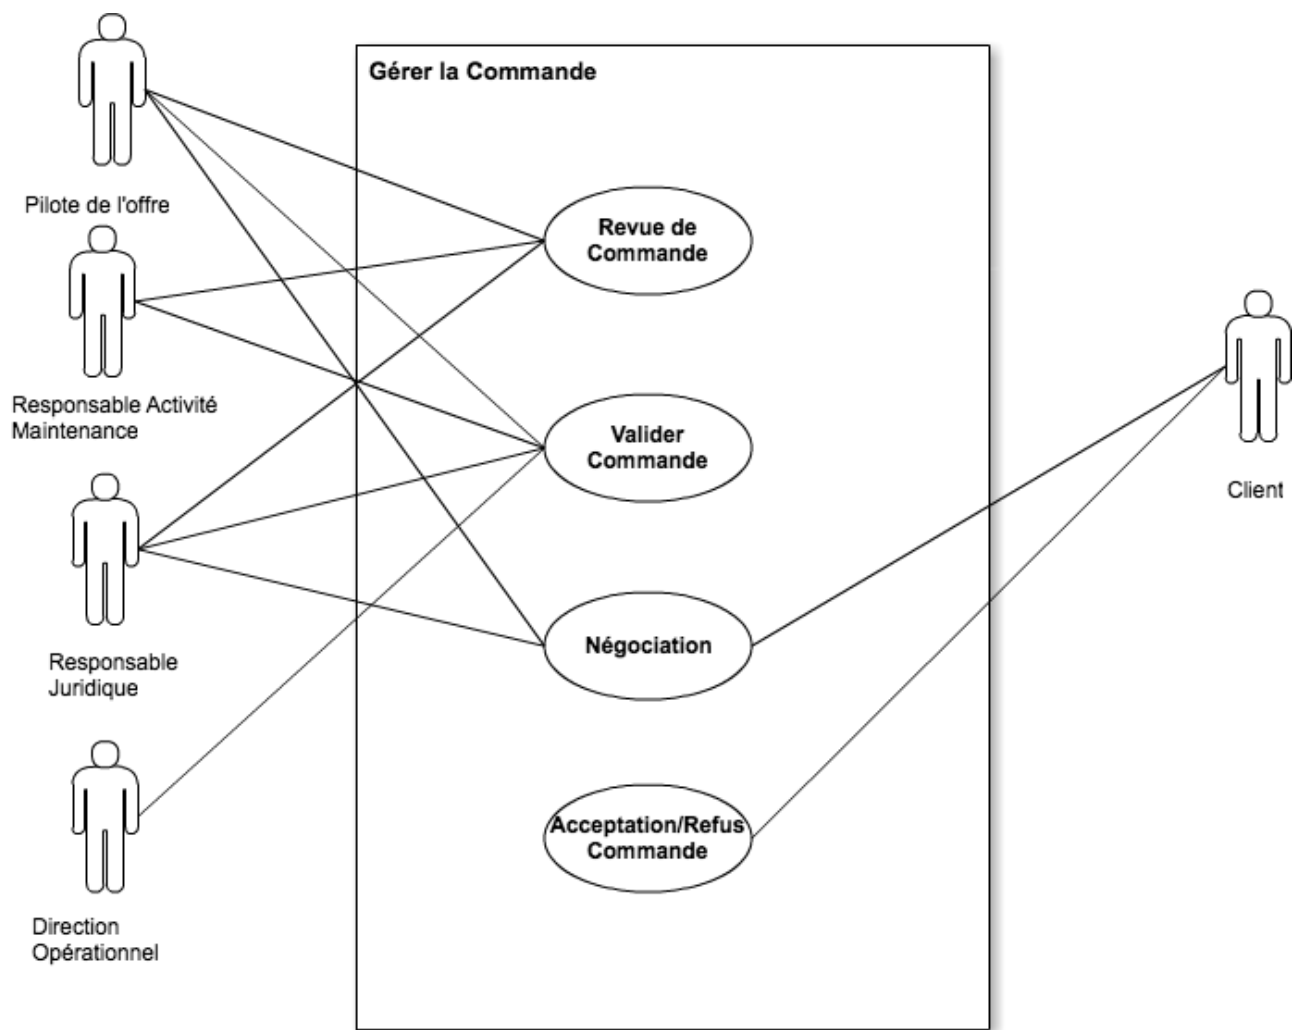 Gérer la Commande
Pilote de l'offre
Revue de
Commande
Responsable Activité
Maintenance
Valider
Commande
Client
Responsable
Juridique
Négociation
Acceptation/Refus
Commande
Direction
Opérationnel